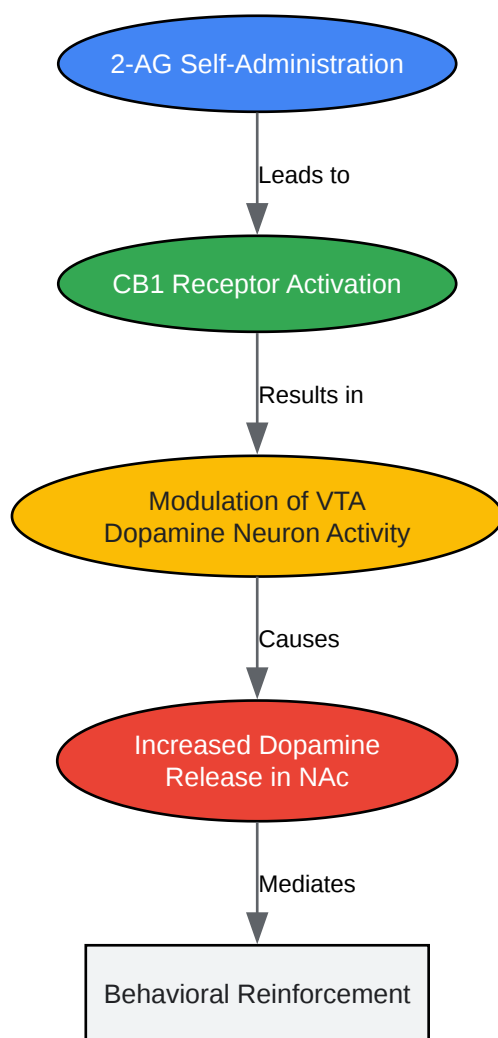 2-AG Self-Administration
Leads to
CB1 Receptor Activation
Results in
Modulation of VTA
Dopamine Neuron Activity
Causes
Increased Dopamine
Release in NAc
Mediates
Behavioral Reinforcement